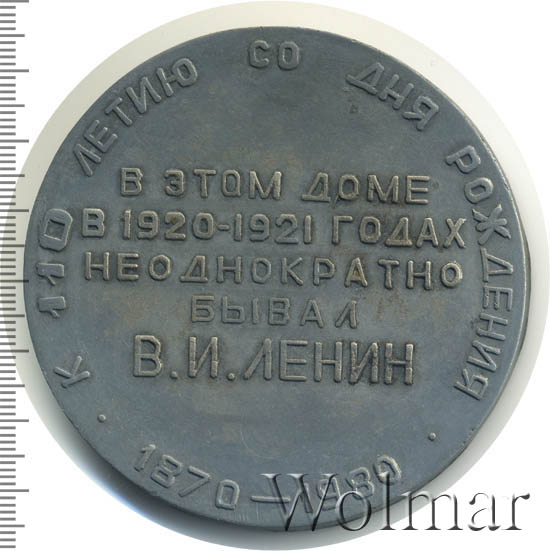 К 110 ЛЕТИЮ СО ДНЯ РОЖДЕНИЯ
В ЭТОМ ДОМЕ
В 1920-1921 ГОДАХ
НЕОДНОКРАТНО
БЫВАЛ
В.И.ЛЕНИН
· 1870—1980 ·
Wolmar